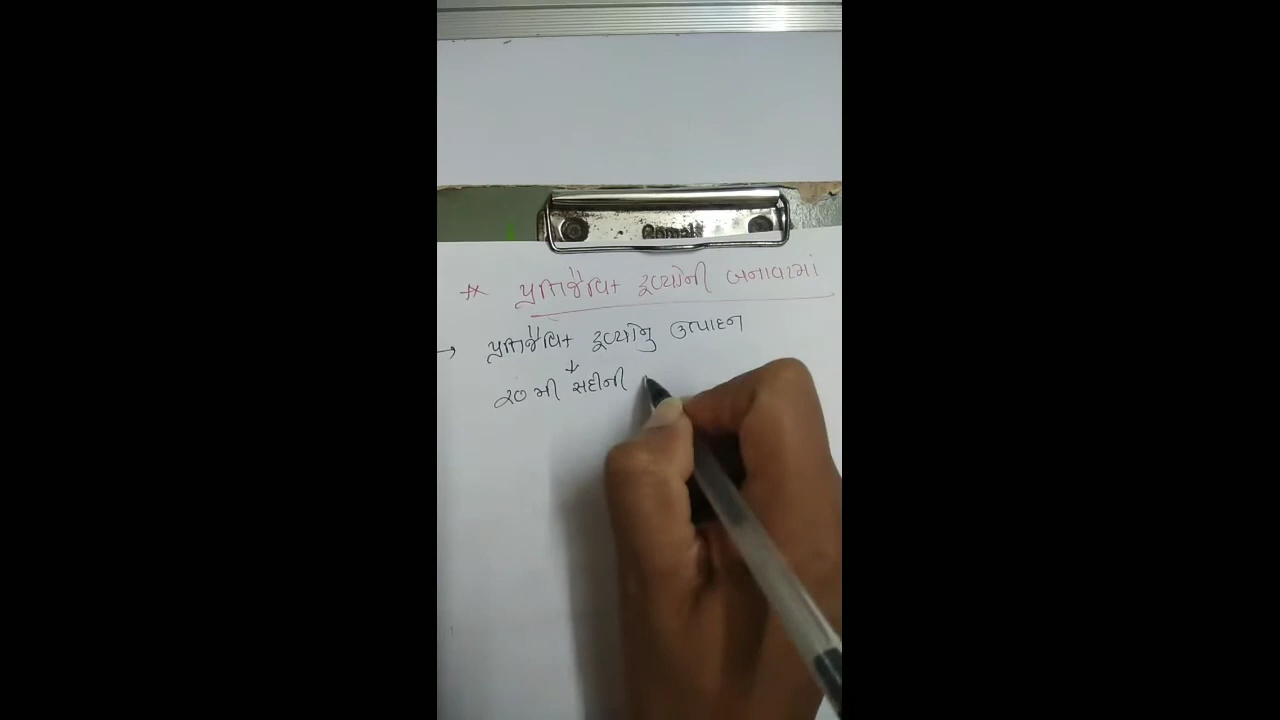 * પ્રતિજૈવિક દ્રવ્યોની બનાવટમાં
→ પ્રતિજૈવિક દ્રવ્યોનુ ઉત્પાદન
↓
૨૦ મી સદીની